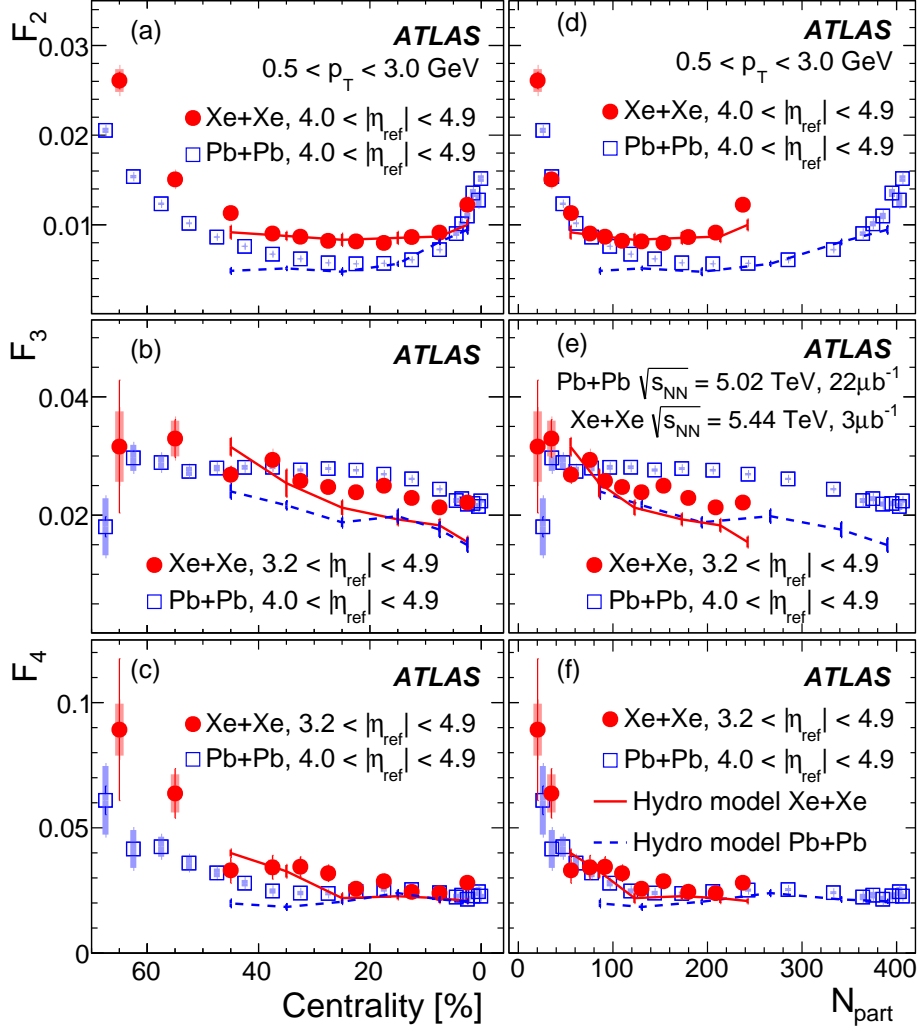 F2
0.03
0.02
0.01
0
(a)
ATLAS
0.5 < pT < 3.0 GeV
Xe+Xe, 4.0 < |ηref| < 4.9
Pb+Pb, 4.0 < |ηref| < 4.9
(d)
ATLAS
0.5 < pT < 3.0 GeV
Xe+Xe, 4.0 < |ηref| < 4.9
Pb+Pb, 4.0 < |ηref| < 4.9
F3
0.04
0.02
0
(b)
ATLAS
Xe+Xe, 3.2 < |ηref| < 4.9
Pb+Pb, 4.0 < |ηref| < 4.9
(e)
ATLAS
Pb+Pb √sNN = 5.02 TeV, 22μb-1
Xe+Xe √sNN = 5.44 TeV, 3μb-1
Xe+Xe, 3.2 < |ηref| < 4.9
Pb+Pb, 4.0 < |ηref| < 4.9
F4
0.1
0.05
0
(c)
ATLAS
Xe+Xe, 3.2 < |ηref| < 4.9
Pb+Pb, 4.0 < |ηref| < 4.9
(f)
ATLAS
Xe+Xe, 3.2 < |ηref| < 4.9
Pb+Pb, 4.0 < |ηref| < 4.9
Hydro model Xe+Xe
Hydro model Pb+Pb
60 40 20 0
Centrality [%]
0 100 200 300 400
Npart